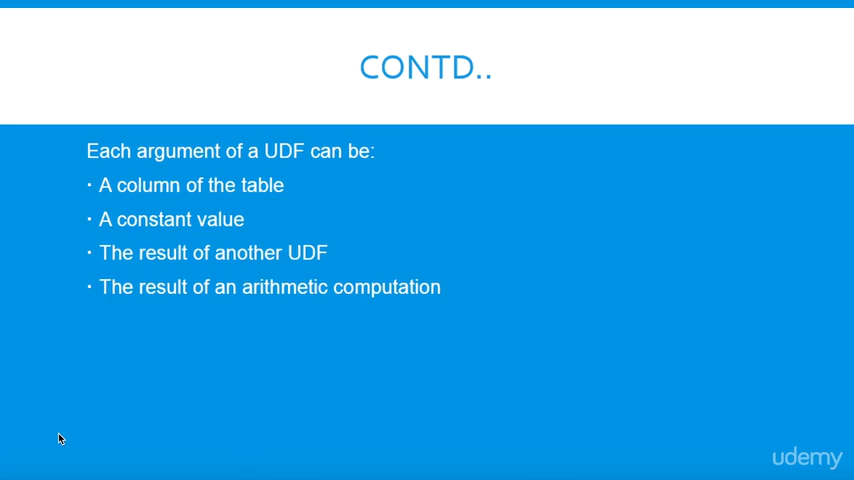 CONTD..
Each argument of a UDF can be:
· A column of the table
· A constant value
· The result of another UDF
· The result of an arithmetic computation
udemy